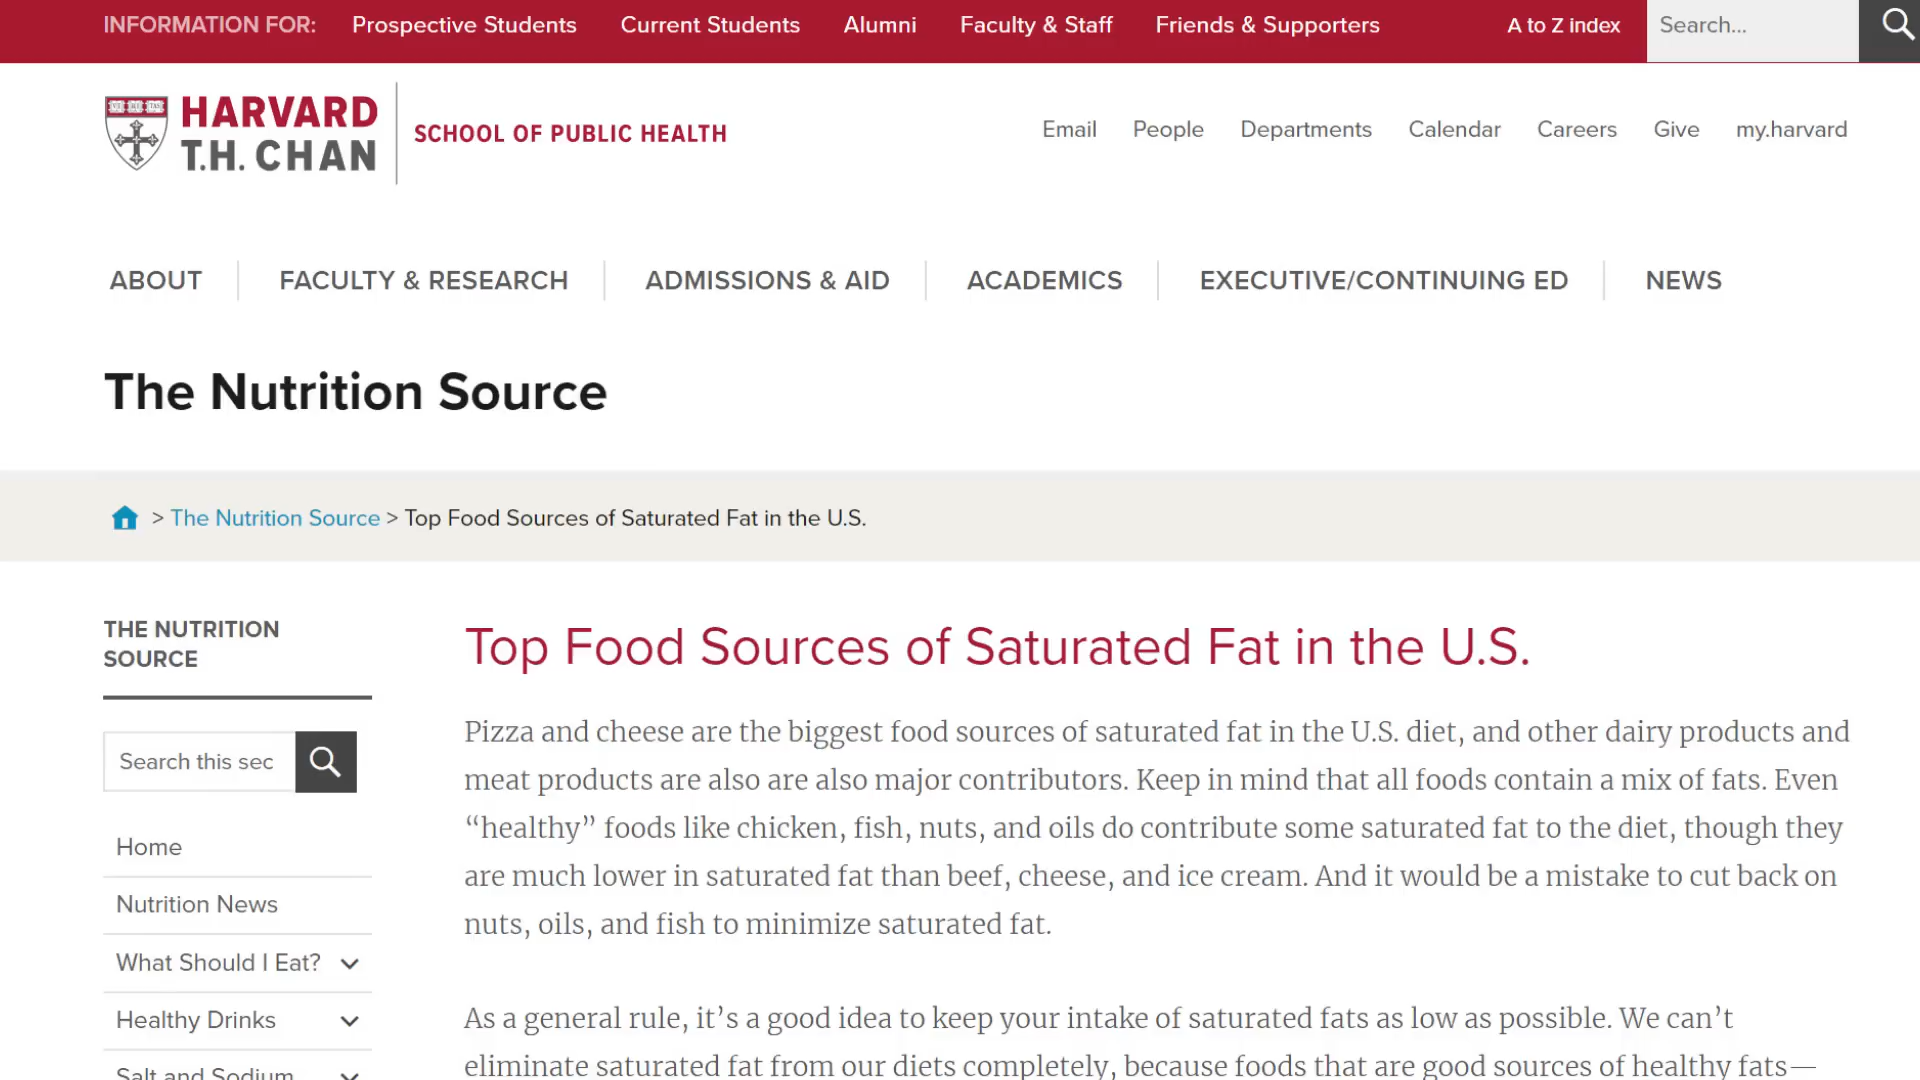 INFORMATION FOR: Prospective Students Current Students Alumni Faculty & Staff Friends & Supporters A to Z index Search...
HARVARD
T.H. CHAN
SCHOOL OF PUBLIC HEALTH
Email People Departments Calendar Careers Give my.harvard
ABOUT FACULTY & RESEARCH ADMISSIONS & AID ACADEMICS EXECUTIVE/CONTINUING ED NEWS
The Nutrition Source
> The Nutrition Source > Top Food Sources of Saturated Fat in the U.S.
THE NUTRITION
SOURCE
Search this sec
Home
Nutrition News
What Should I Eat?
Healthy Drinks
Salt and Sodium
Top Food Sources of Saturated Fat in the U.S.
Pizza and cheese are the biggest food sources of saturated fat in the U.S. diet, and other dairy products and
meat products are also are also major contributors. Keep in mind that all foods contain a mix of fats. Even
“healthy” foods like chicken, fish, nuts, and oils do contribute some saturated fat to the diet, though they
are much lower in saturated fat than beef, cheese, and ice cream. And it would be a mistake to cut back on
nuts, oils, and fish to minimize saturated fat.
As a general rule, it’s a good idea to keep your intake of saturated fats as low as possible. We can’t
eliminate saturated fat from our diets completely, because foods that are good sources of healthy fats—